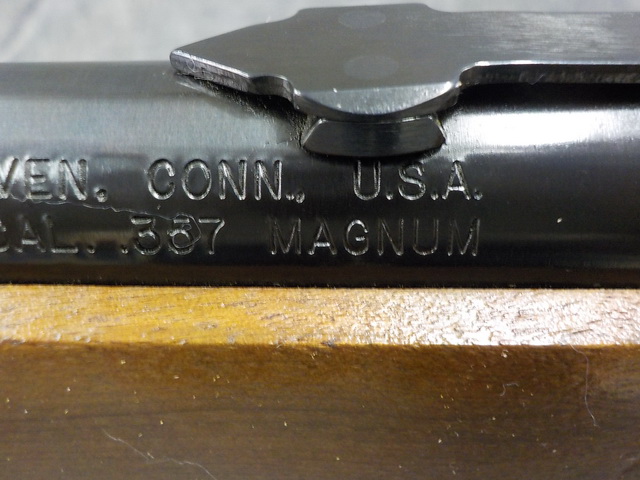 VEN. CONN., U.S.A.
CAL. .357 MAGNUM